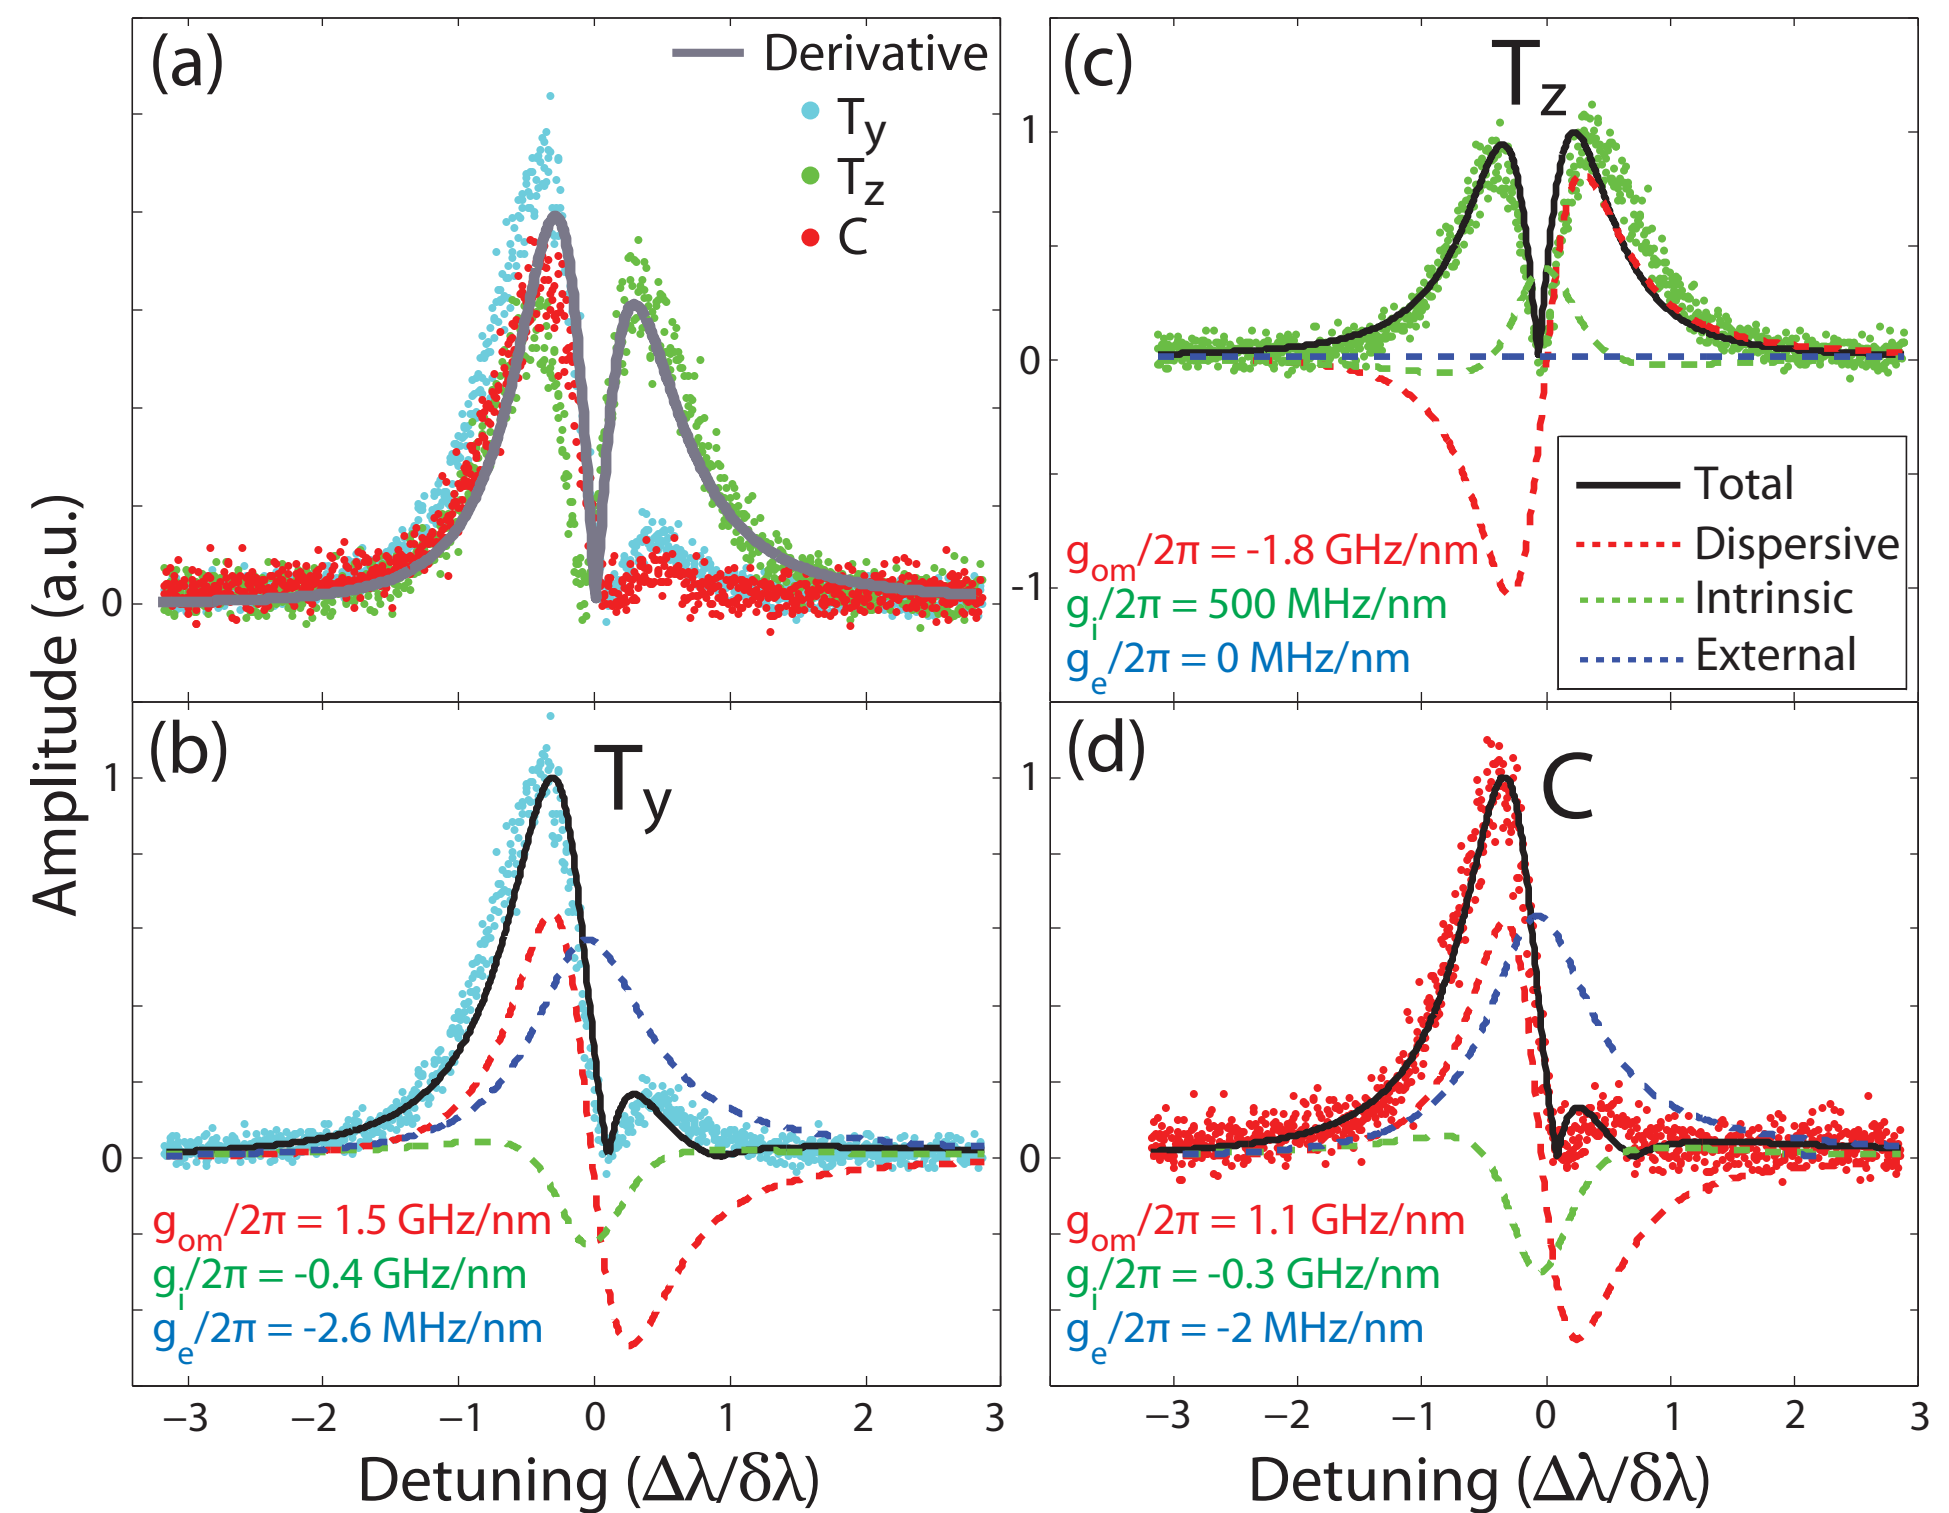 (a)
Derivative
Ty
Tz
C
0
Amplitude (a.u.)
(b)
Ty
1
0
gom/2π = 1.5 GHz/nm
gi/2π = -0.4 GHz/nm
ge/2π = -2.6 MHz/nm
−3 −2 −1 0 1 2 3
Detuning (Δλ/δλ)
(c)
Tz
1
0
-1
gom/2π = -1.8 GHz/nm
gi/2π = 500 MHz/nm
ge/2π = 0 MHz/nm
Total
Dispersive
Intrinsic
External
(d)
C
1
0
gom/2π = 1.1 GHz/nm
gi/2π = -0.3 GHz/nm
ge/2π = -2 MHz/nm
−3 −2 −1 0 1 2 3
Detuning (Δλ/δλ)